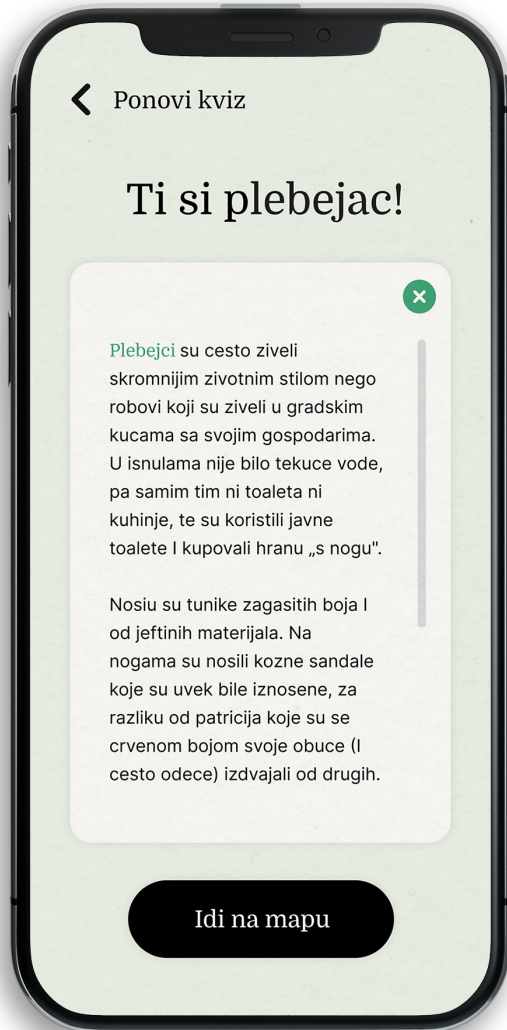 Ponovi kviz
Ti si plebejac!
Plebejci su cesto ziveli
skromnijim zivotnim stilom nego
robovi koji su ziveli u gradskim
kucama sa svojim gospodarima.
U isnulama nije bilo tekuce vode,
pa samim tim ni toaleta ni
kuhinje, te su koristili javne
toalete I kupovali hranu „s nogu".
Nosiu su tunike zagasitih boja I
od jeftinih materijala. Na
nogama su nosili kozne sandale
koje su uvek bile iznosene, za
razliku od patricija koje su se
crvenom bojom svoje obuce (I
cesto odece) izdvajali od drugih.
Idi na mapu